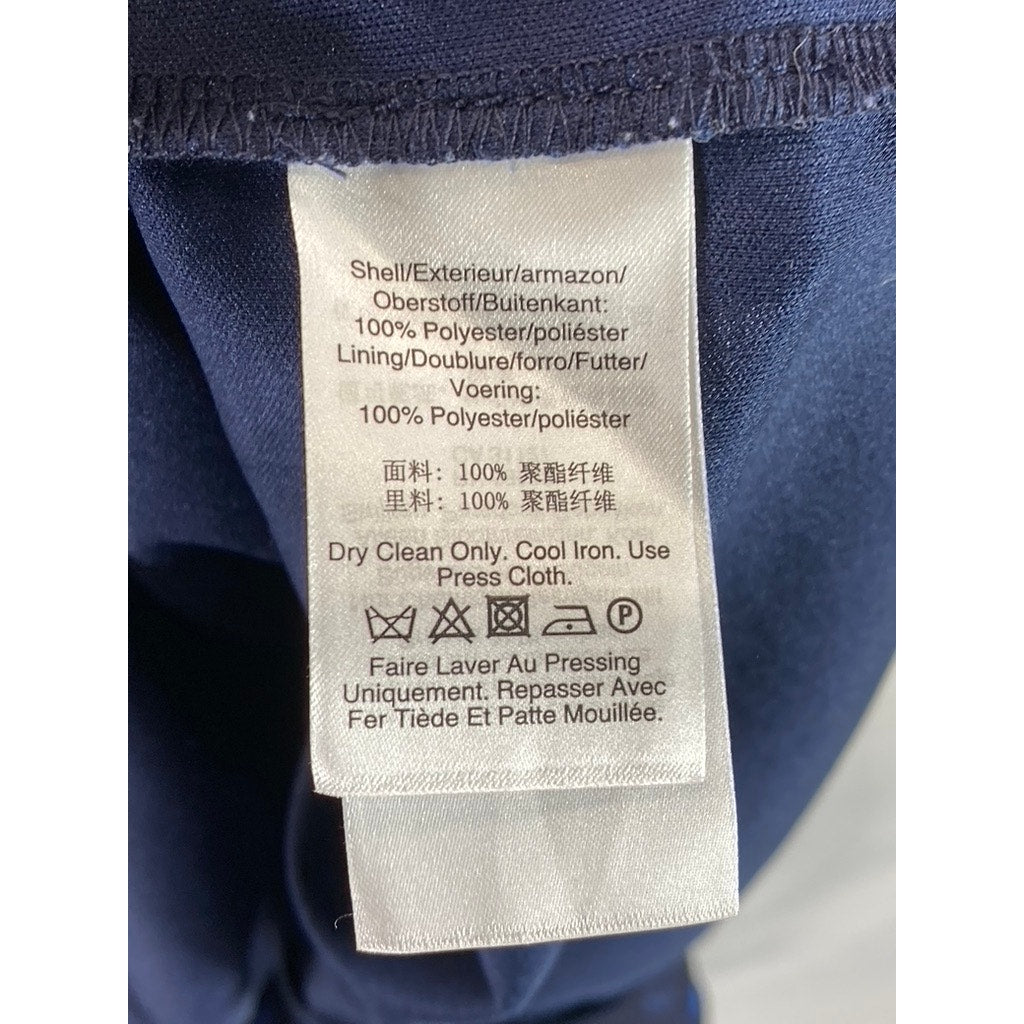 Shell/Exterieur/armazon/
Oberstoff/Buitenkant:
100% Polyester/poliéster
Lining/Doublure/forro/Futter/
Voering:
100% Polyester/poliéster
面料: 100% 聚酯纤维
里料: 100% 聚酯纤维
Dry Clean Only. Cool Iron. Use
Press Cloth.
P
Faire Laver Au Pressing
Uniquement. Repasser Avec
Fer Tiède Et Patte Mouillée.